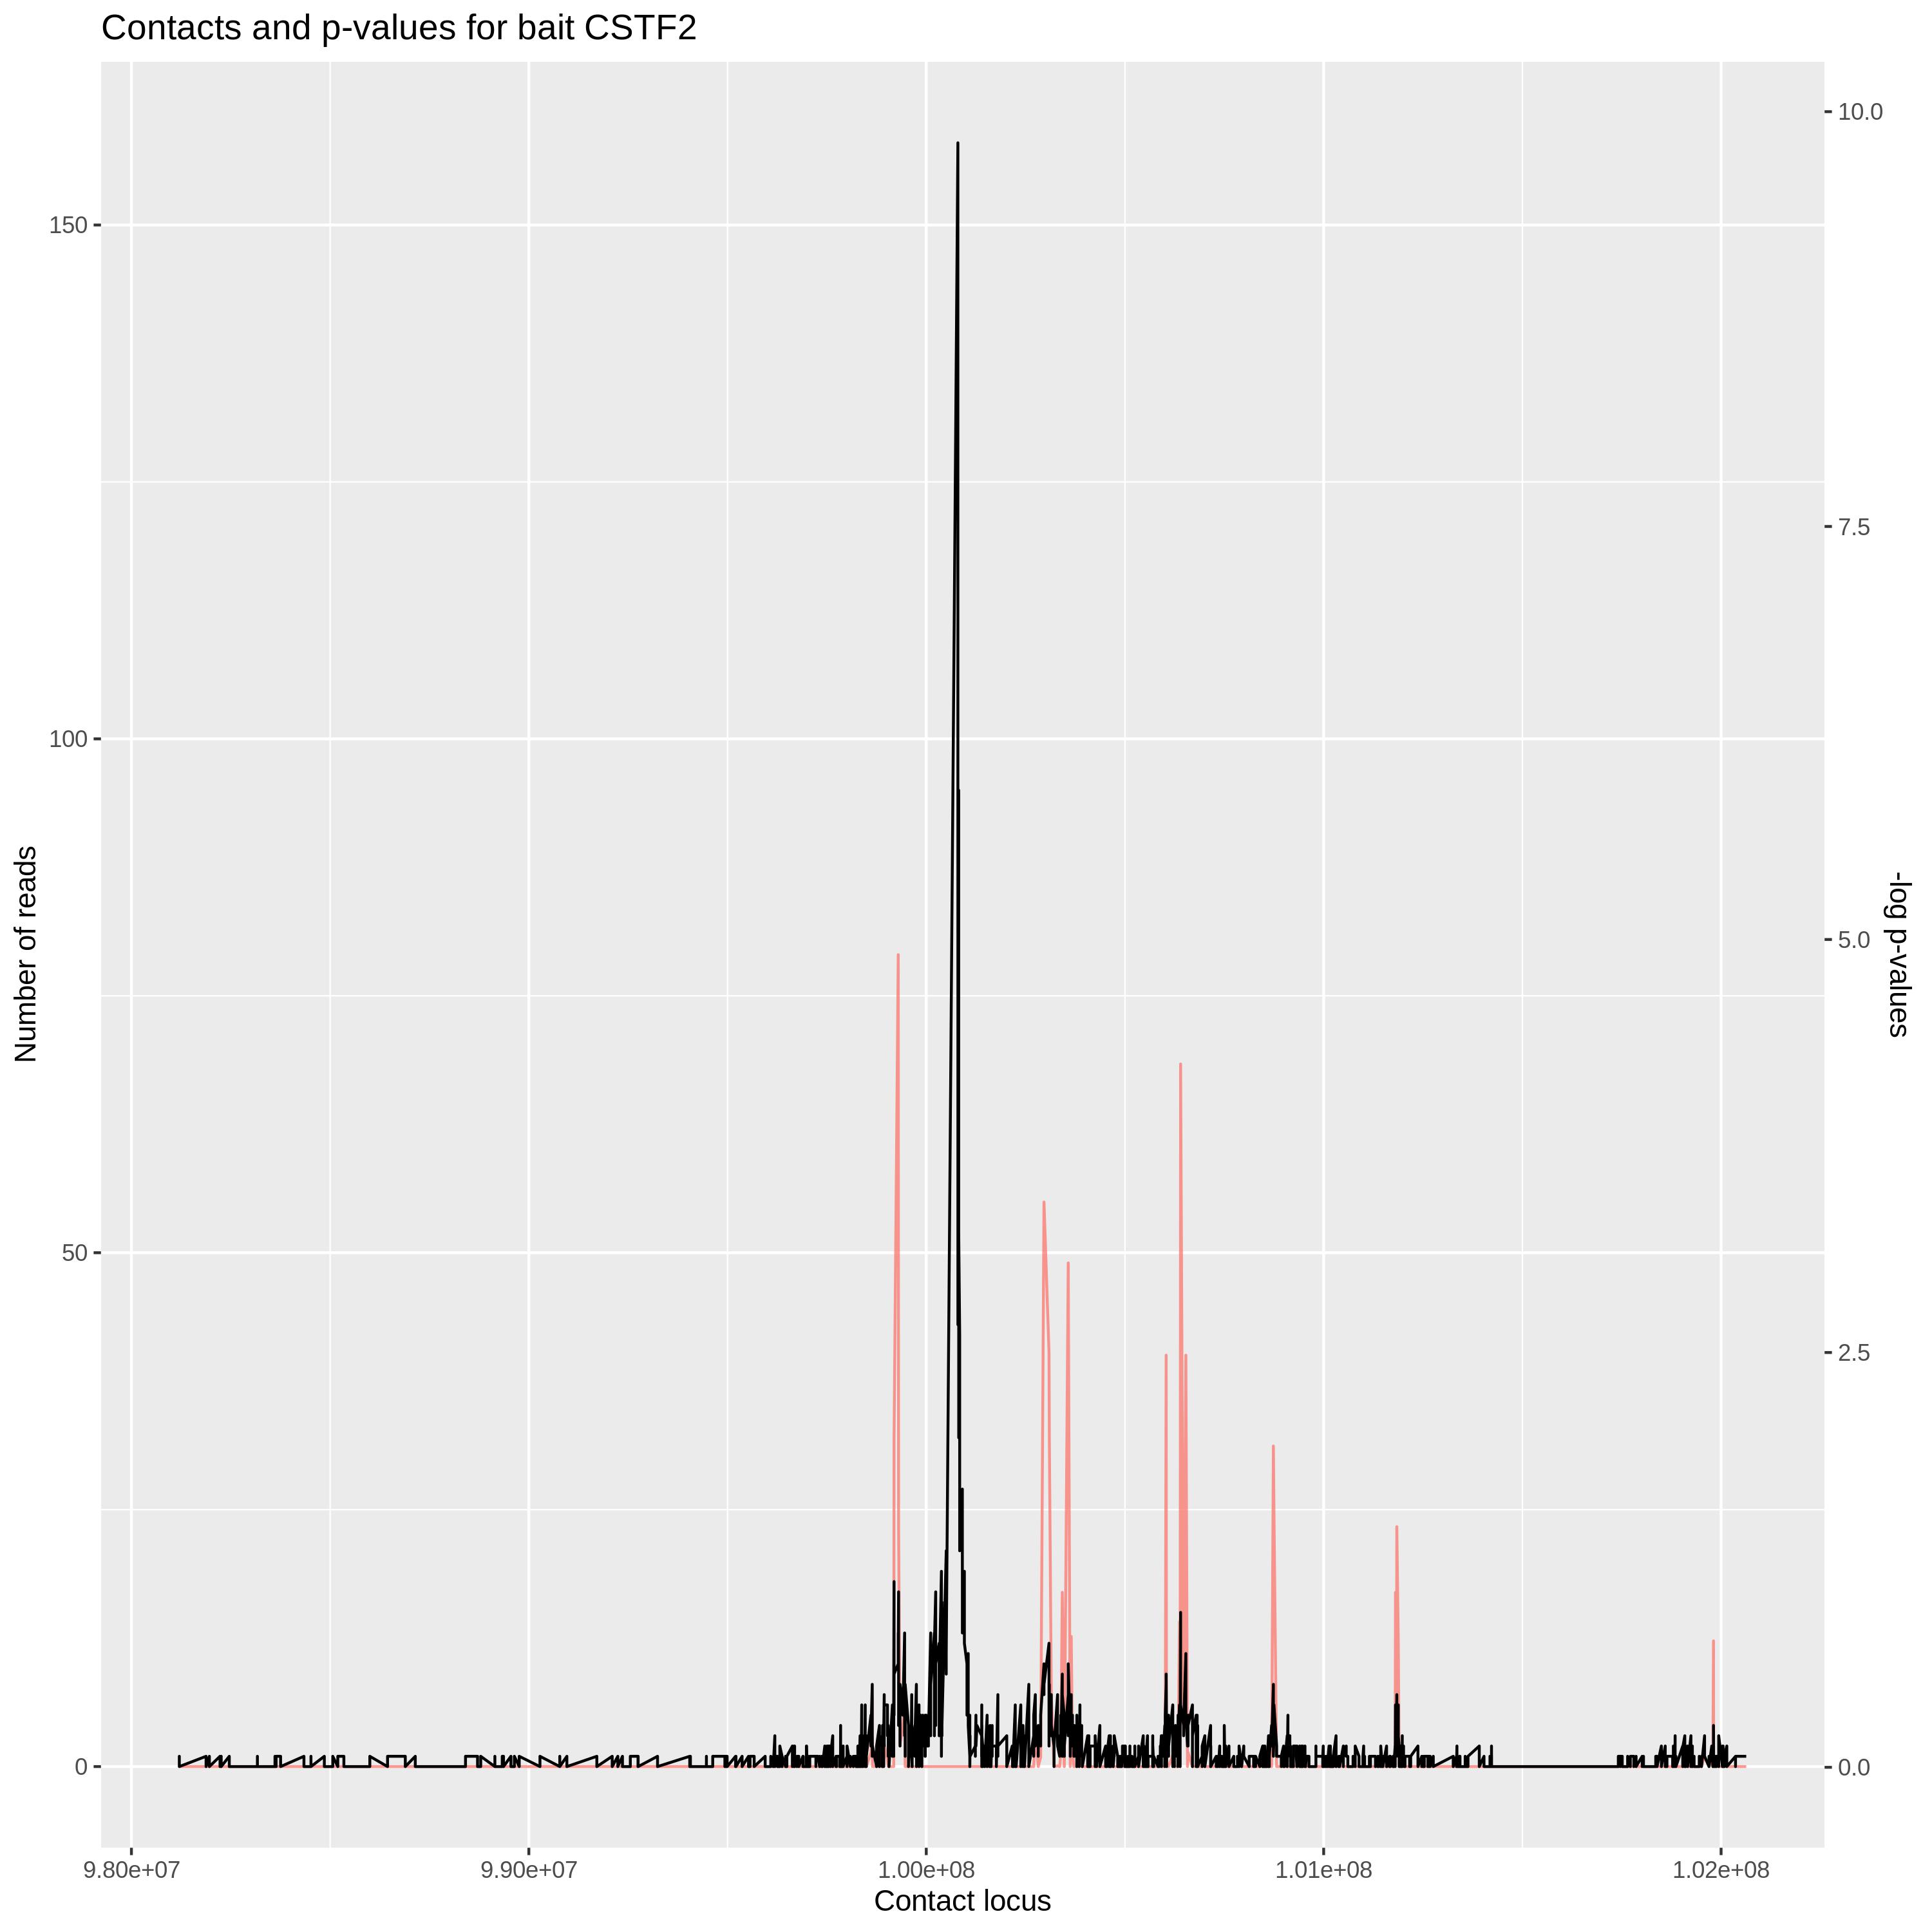 Contacts and p-values for bait CSTF2
Number of reads
150
100
50
0
10.0
7.5
5.0
2.5
0.0
-log p-values
9.80e+07
9.90e+07
1.00e+08
1.01e+08
1.02e+08
Contact locus